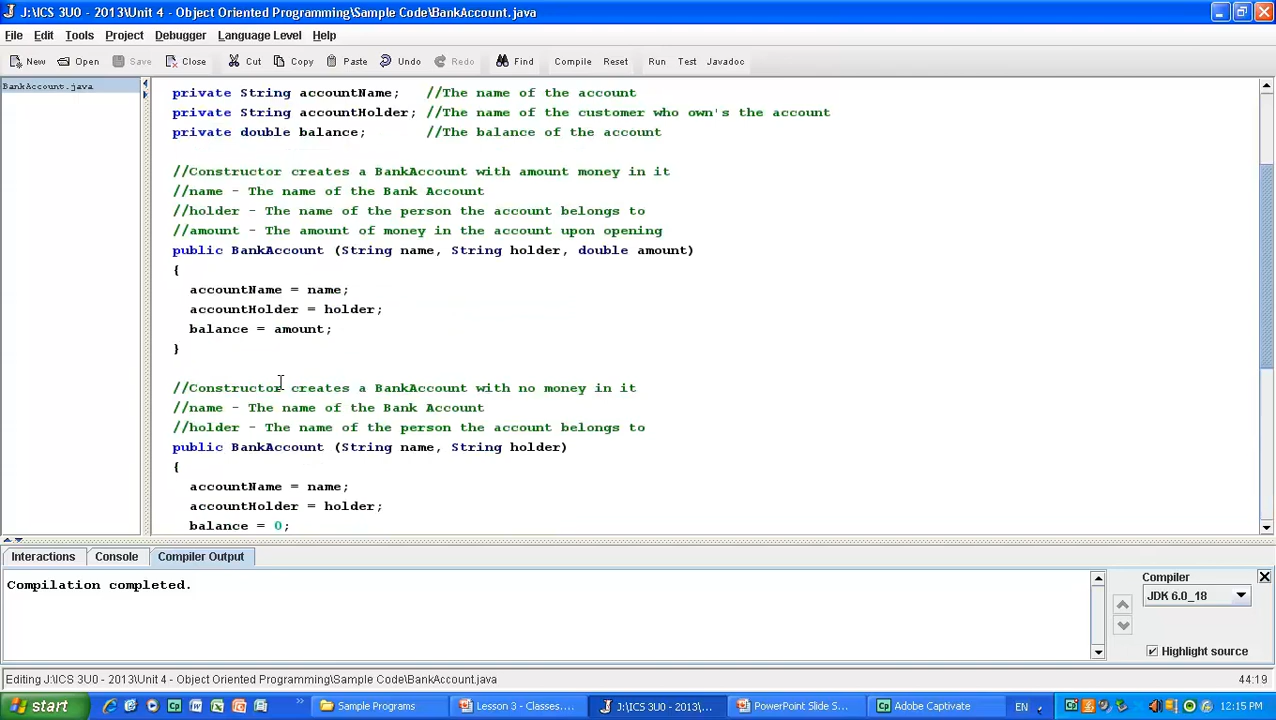 J:\ICS 3U0 - 2013\Unit 4 - Object Oriented Programming\Sample Code\BankAccount.java
File Edit Tools Project Debugger Language Level Help
New Open Save Close Cut Copy Paste Undo Redo Find Compile Reset Run Test Javadoc
BankAccount.java
private String accountName; //The name of the account
private String accountHolder; //The name of the customer who own's the account
private double balance; //The balance of the account
//Constructor creates a BankAccount with amount money in it
//name - The name of the Bank Account
//holder - The name of the person the account belongs to
//amount - The amount of money in the account upon opening
public BankAccount (String name, String holder, double amount)
{
accountName = name;
accountHolder = holder;
balance = amount;
}
//Constructor creates a BankAccount with no money in it
//name - The name of the Bank Account
//holder - The name of the person the account belongs to
public BankAccount (String name, String holder)
{
accountName = name;
accountHolder = holder;
balance = 0;
Interactions Console Compiler Output
Compilation completed.
Compiler
JDK 6.0_18
Highlight source
Editing J:\ICS 3U0 - 2013\Unit 4 - Object Oriented Programming\Sample Code\BankAccount.java 44:19
start Sample Programs Lesson 3 - Classes.... J:\ICS 3U0 - 2013\... PowerPoint Slide S... Adobe Captivate EN 12:15 PM